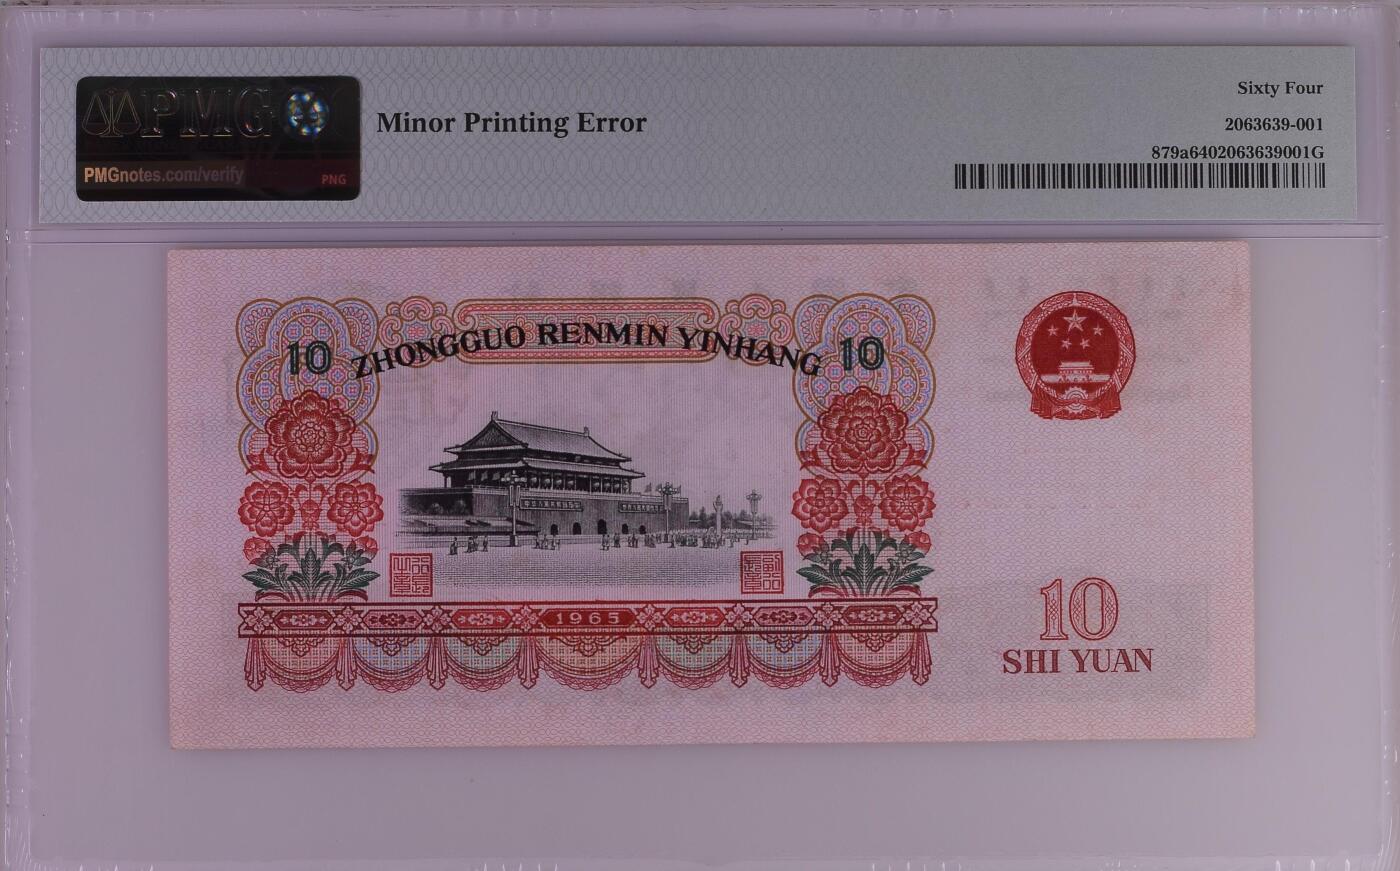 PMG
Minor Printing Error
PMGnotes.com/verify
PNG
Sixty Four
2063639-001
879a6402063639001G
10 ZHONGGUO RENMIN YINHANG 10
1965
10
SHI YUAN